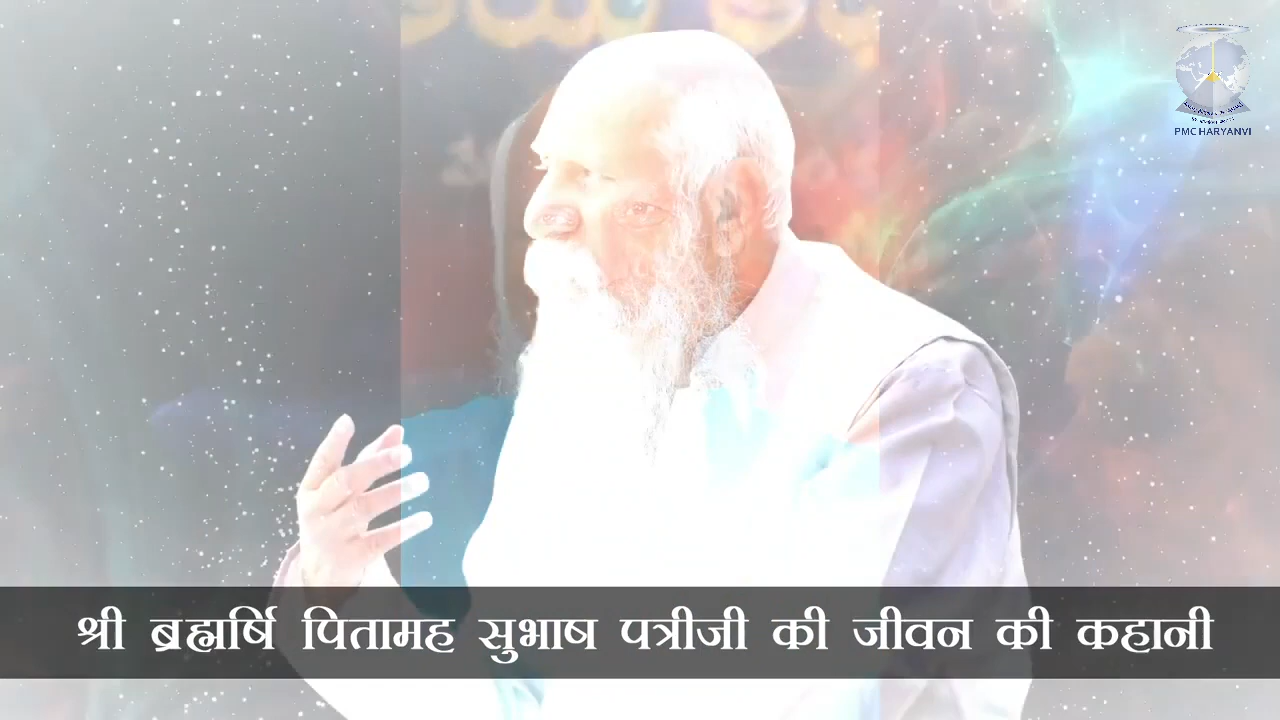 PMC HARYANVI
श्री ब्रह्मर्षि पितामह सुभाष पत्रीजी की जीवन की कहानी